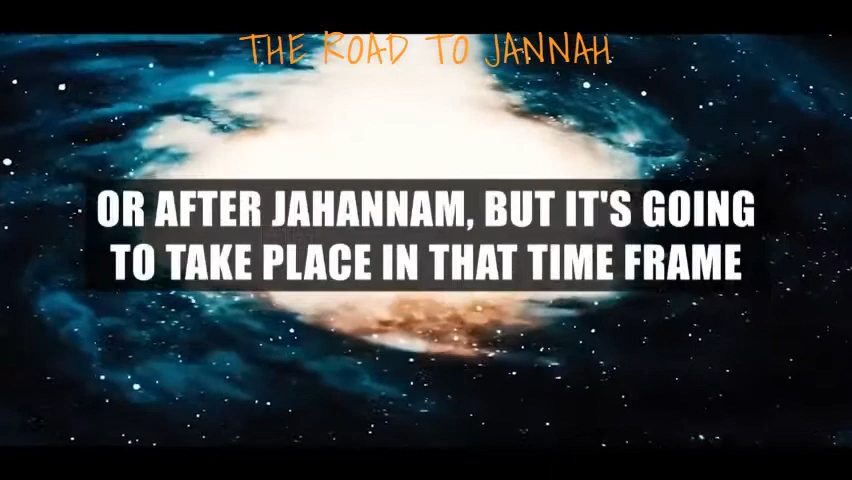 THE ROAD TO JANNAH
OR AFTER JAHANNAM, BUT IT'S GOING
TO TAKE PLACE IN THAT TIME FRAME